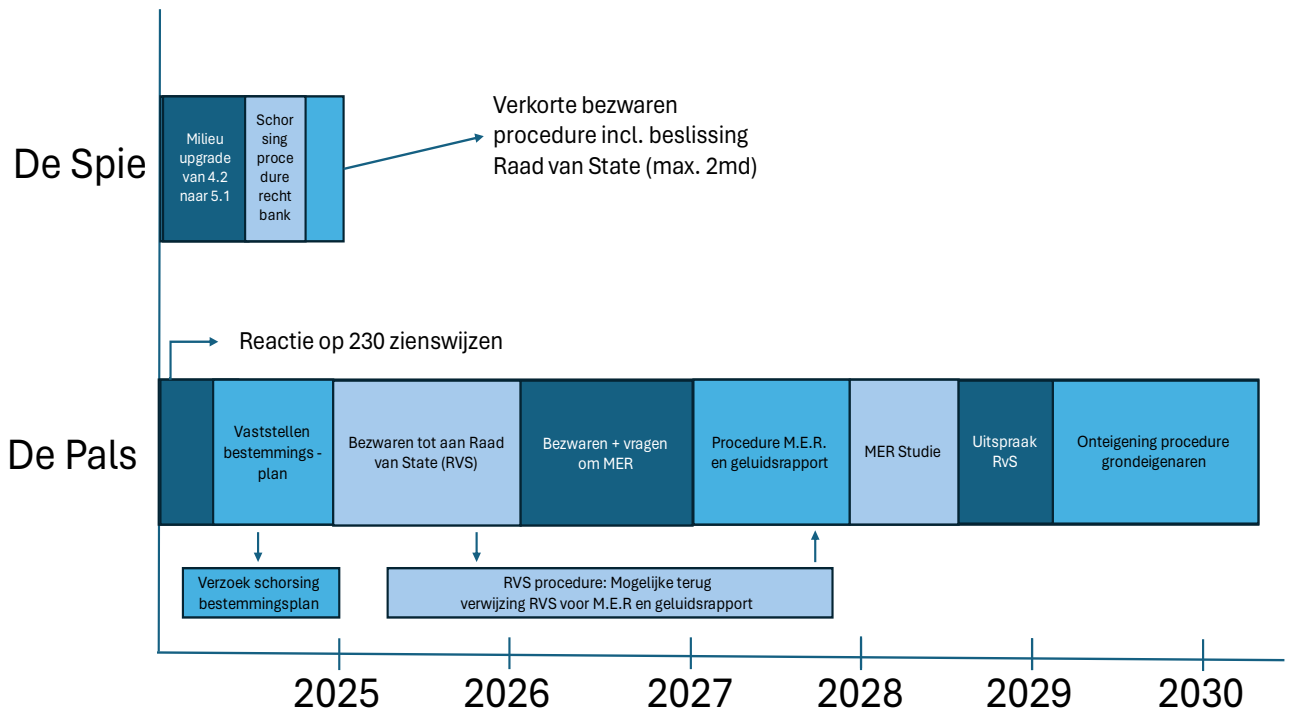 De Spie
Milieu
upgrade
van 4.2
naar 5.1
Schor
sing
proce
dure
recht
bank
Verkorte bezwaren
procedure incl. beslissing
Raad van State (max. 2md)
Reactie op 230 zienswijzen
De Pals
Vaststellen
bestemmings -
plan
Bezwaren tot aan Raad
van State (RVS)
Bezwaren + vragen
om MER
Procedure M.E.R.
en geluidsrapport
MER Studie
Uitspraak
RvS
Onteigening procedure
grondeigenaren
Verzoek schorsing
bestemmingsplan
RVS procedure: Mogelijke terug
verwijzing RVS voor M.E.R en geluidsrapport
2025
2026
2027
2028
2029
2030